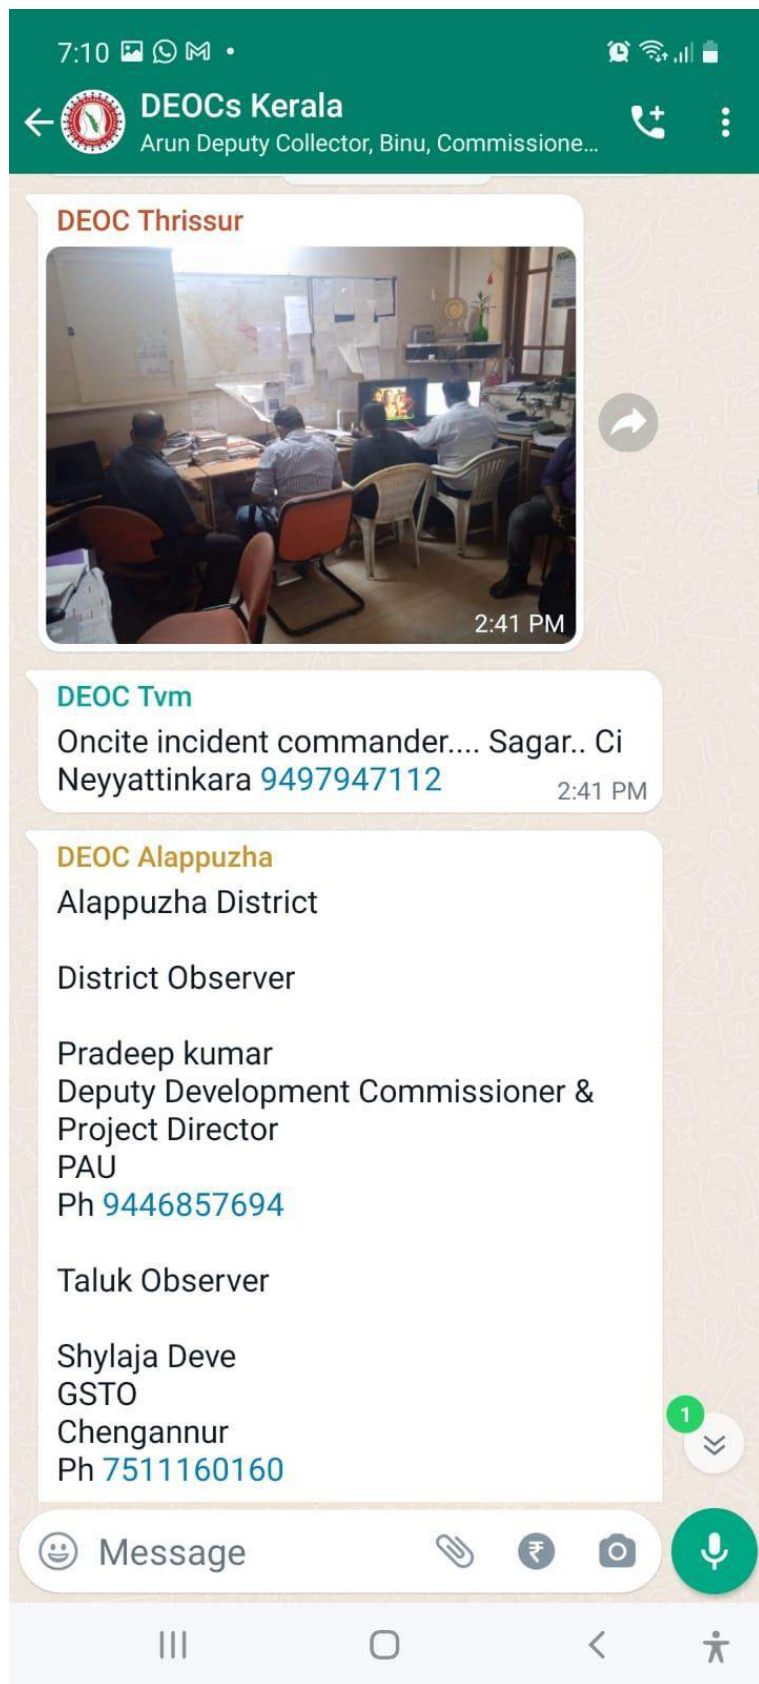 7:10
DEOCs Kerala
Arun Deputy Collector, Binu, Commissione...
DEOC Thrissur
2:41 PM
DEOC Tvm
Oncite incident commander.... Sagar.. Ci
Neyyattinkara 9497947112
2:41 PM
DEOC Alappuzha
Alappuzha District
District Observer
Pradeep kumar
Deputy Development Commissioner &
Project Director
PAU
Ph 9446857694
Taluk Observer
Shylaja Deve
GSTO
Chengannur
Ph 7511160160
1
Message
₹